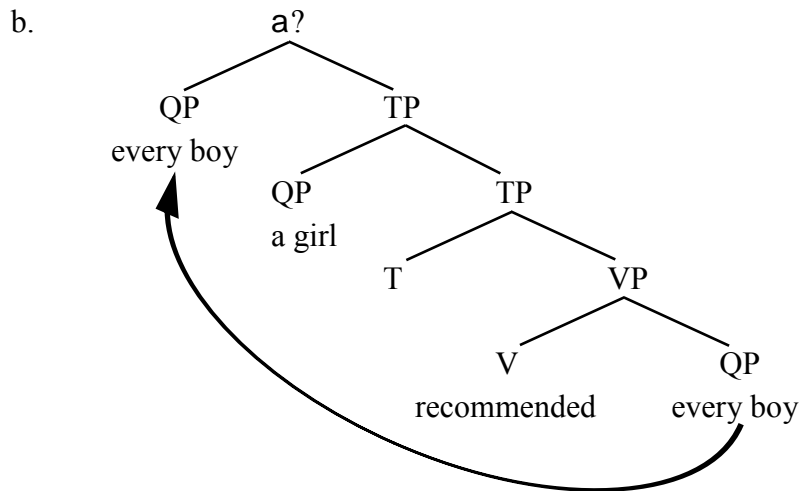 b. a?
QP TP
every boy
QP TP
a girl
T VP
V QP
recommended every boy